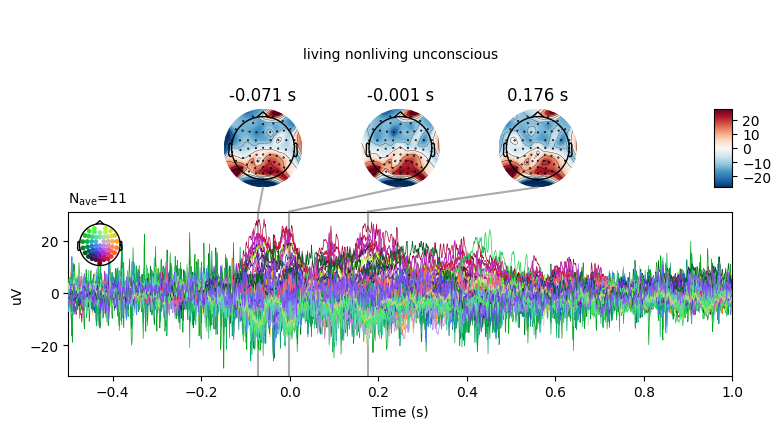 living nonliving unconscious
-0.071 s -0.001 s 0.176 s
20
10
0
−10
−20
Nave=11
uV
20
0
−20
−0.4 −0.2 0.0 0.2 0.4 0.6 0.8 1.0
Time (s)